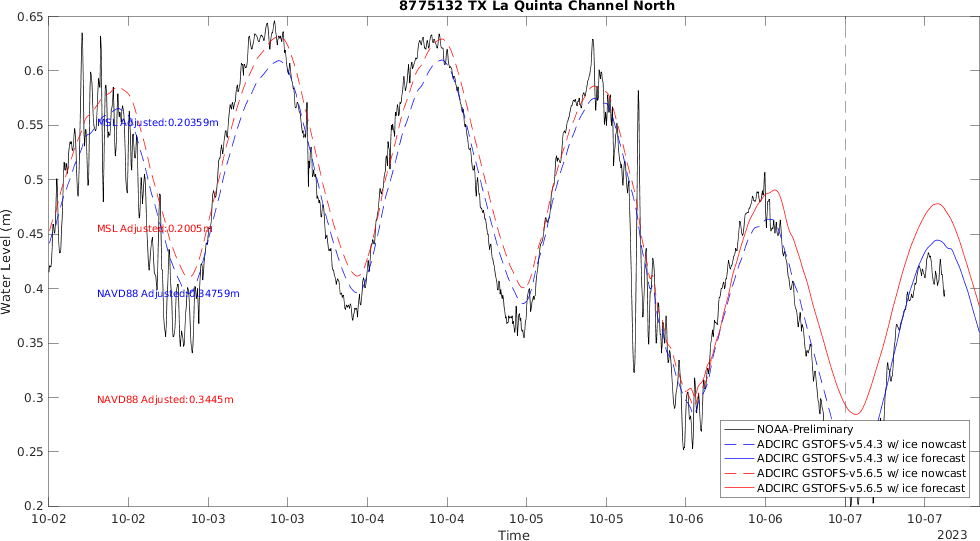 8775132 TX La Quinta Channel North
0.65
0.6
0.55
0.5
0.45
0.4
0.35
0.3
0.25
0.2
Water Level (m)
MSL Adjusted:0.20359m
MSL Adjusted:0.2005m
NAVD88 Adjusted:0.34759m
NAVD88 Adjusted:0.3445m
NOAA-Preliminary
ADCIRC GSTOFS-v5.4.3 w/ ice nowcast
ADCIRC GSTOFS-v5.4.3 w/ ice forecast
ADCIRC GSTOFS-v5.6.5 w/ ice nowcast
ADCIRC GSTOFS-v5.6.5 w/ ice forecast
10-02 10-02 10-03 10-03 10-04 10-04 10-05 10-05 10-06 10-06 10-07 10-07
Time 2023